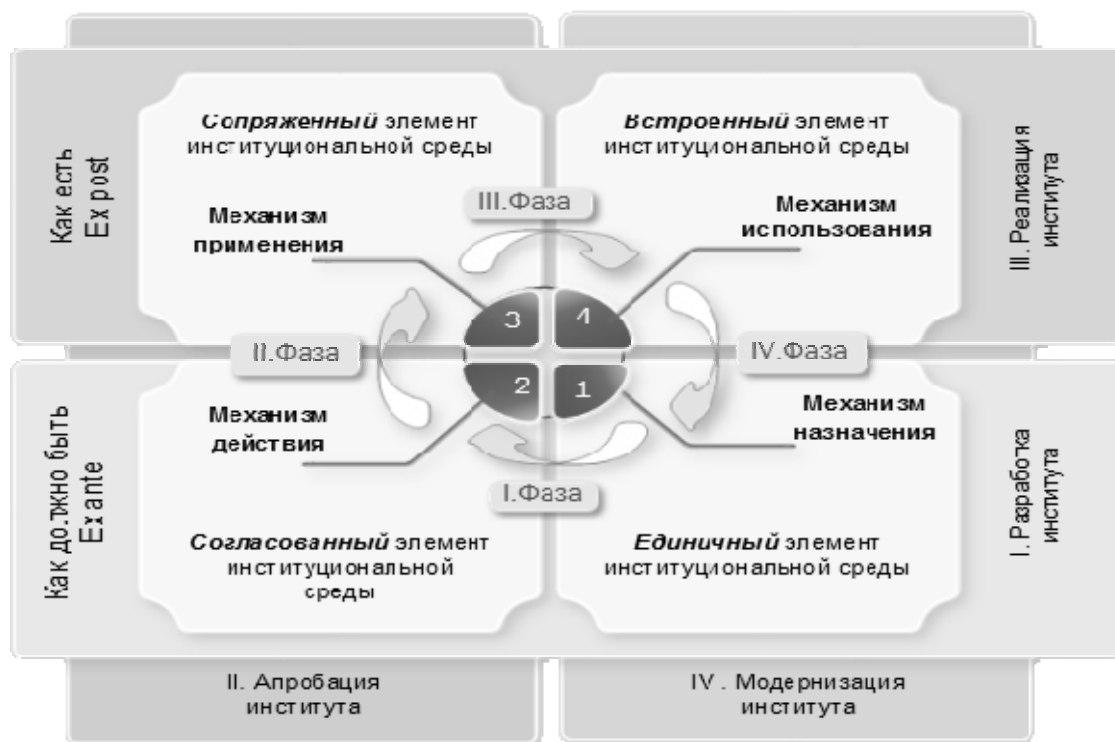 Сопряженный элемент
институциональной среды
Встроенный элемент
институциональной среды
Как есть
Ex post
III. Реализация
института
III.Фаза
Механизм
применения
Механизм
использования
3
4
II.Фаза
IV.Фаза
2
1
Механизм
действия
Механизм
назначения
I.Фаза
Как должно быть
Ex ante
I. Разработка
института
Согласованный элемент
институциональной
среды
Единичный элемент
институциональной среды
II. Апробация
института
IV . Модернизация
института